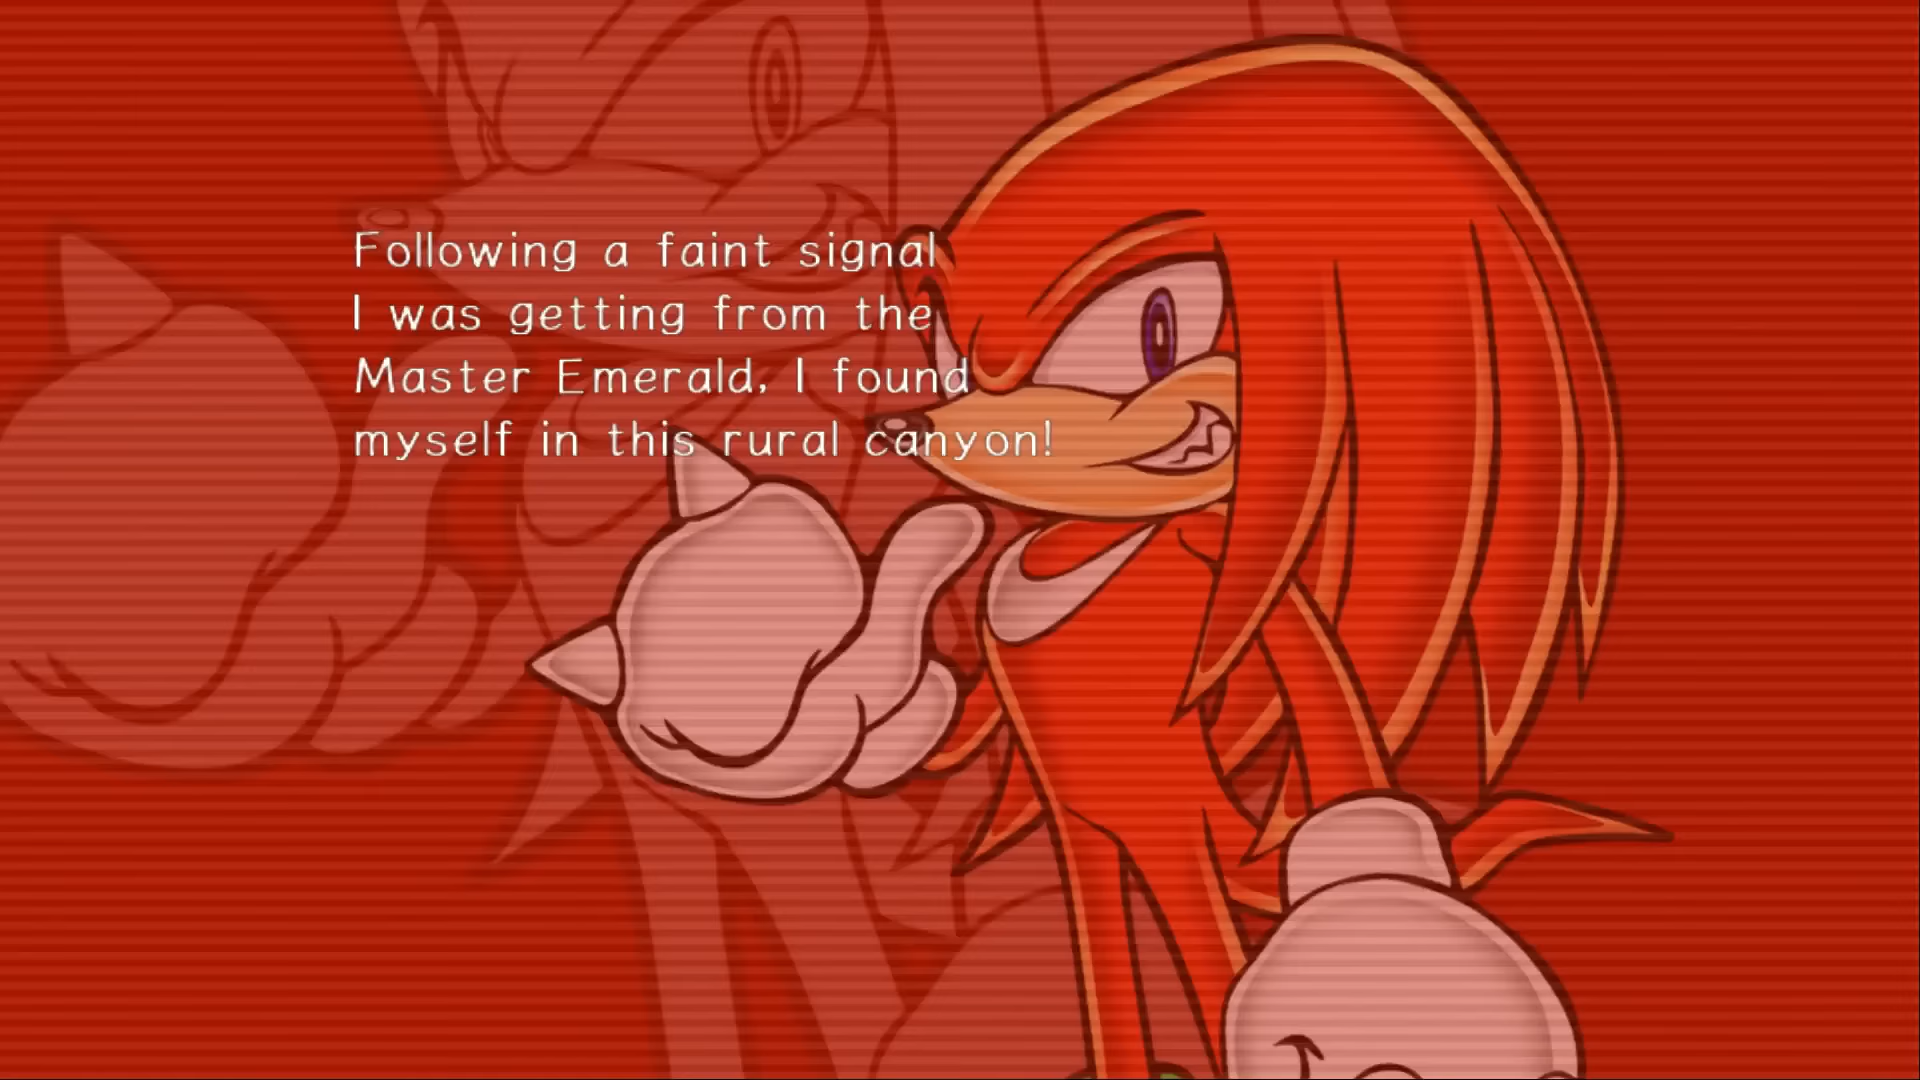 Following a faint signal
I was getting from the
Master Emerald, I found
myself in this rural canyon!